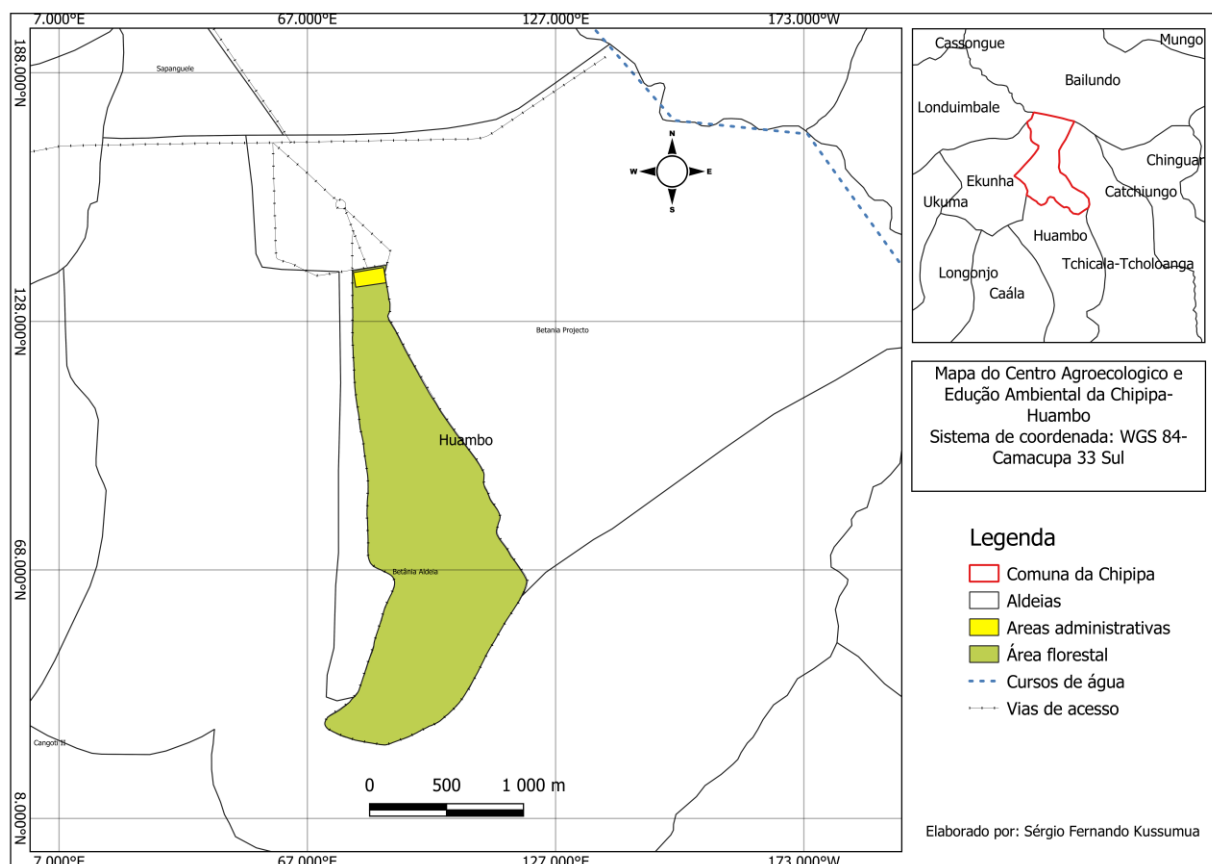 7.000°E
67.000°E
127.000°E
173.000°W
188.000°N
128.000°N
68.000°N
8.000°N
Sapanguele
N
W
E
S
Betania Projecto
Huambo
Betânia Aldeia
Cangoti II
0 500 1 000 m
7.000°E
67.000°E
127.000°E
173.000°W
Cassongue
Mungo
Bailundo
Londuimbale
Chinguar
Ekunha
Catchiungo
Ukuma
Huambo
Tchicala-Tcholoanga
Longonjo
Caála
Mapa do Centro Agroecologico e
Edução Ambiental da Chipipa-
Huambo
Sistema de coordenada: WGS 84-
Camacupa 33 Sul
Legenda
Comuna da Chipipa
Aldeias
Areas administrativas
Área florestal
Cursos de água
Vias de acesso
Elaborado por: Sérgio Fernando Kussumua